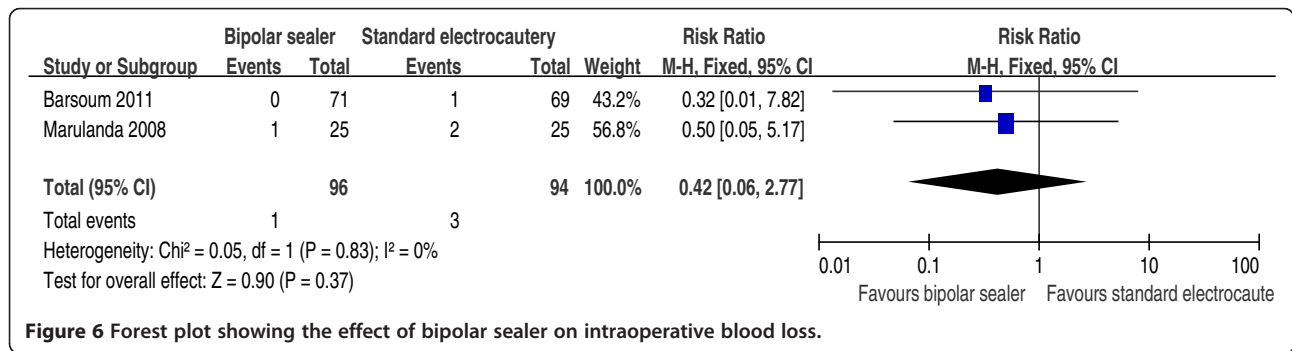 Bipolar sealer Standard electrocautery Risk Ratio Risk Ratio
Study or Subgroup Events Total Events Total Weight M-H, Fixed, 95% CI M-H, Fixed, 95% CI
Barsoum 2011 0 71 1 69 43.2% 0.32 [0.01, 7.82]
Marulanda 2008 1 25 2 25 56.8% 0.50 [0.05, 5.17]
Total (95% CI) 96 94 100.0% 0.42 [0.06, 2.77]
Total events 1 3
Heterogeneity: Chi² = 0.05, df = 1 (P = 0.83); I² = 0%
Test for overall effect: Z = 0.90 (P = 0.37)
0.01 0.1 1 10 100
Favours bipolar sealer Favours standard electrocaute
Figure 6 Forest plot showing the effect of bipolar sealer on intraoperative blood loss.